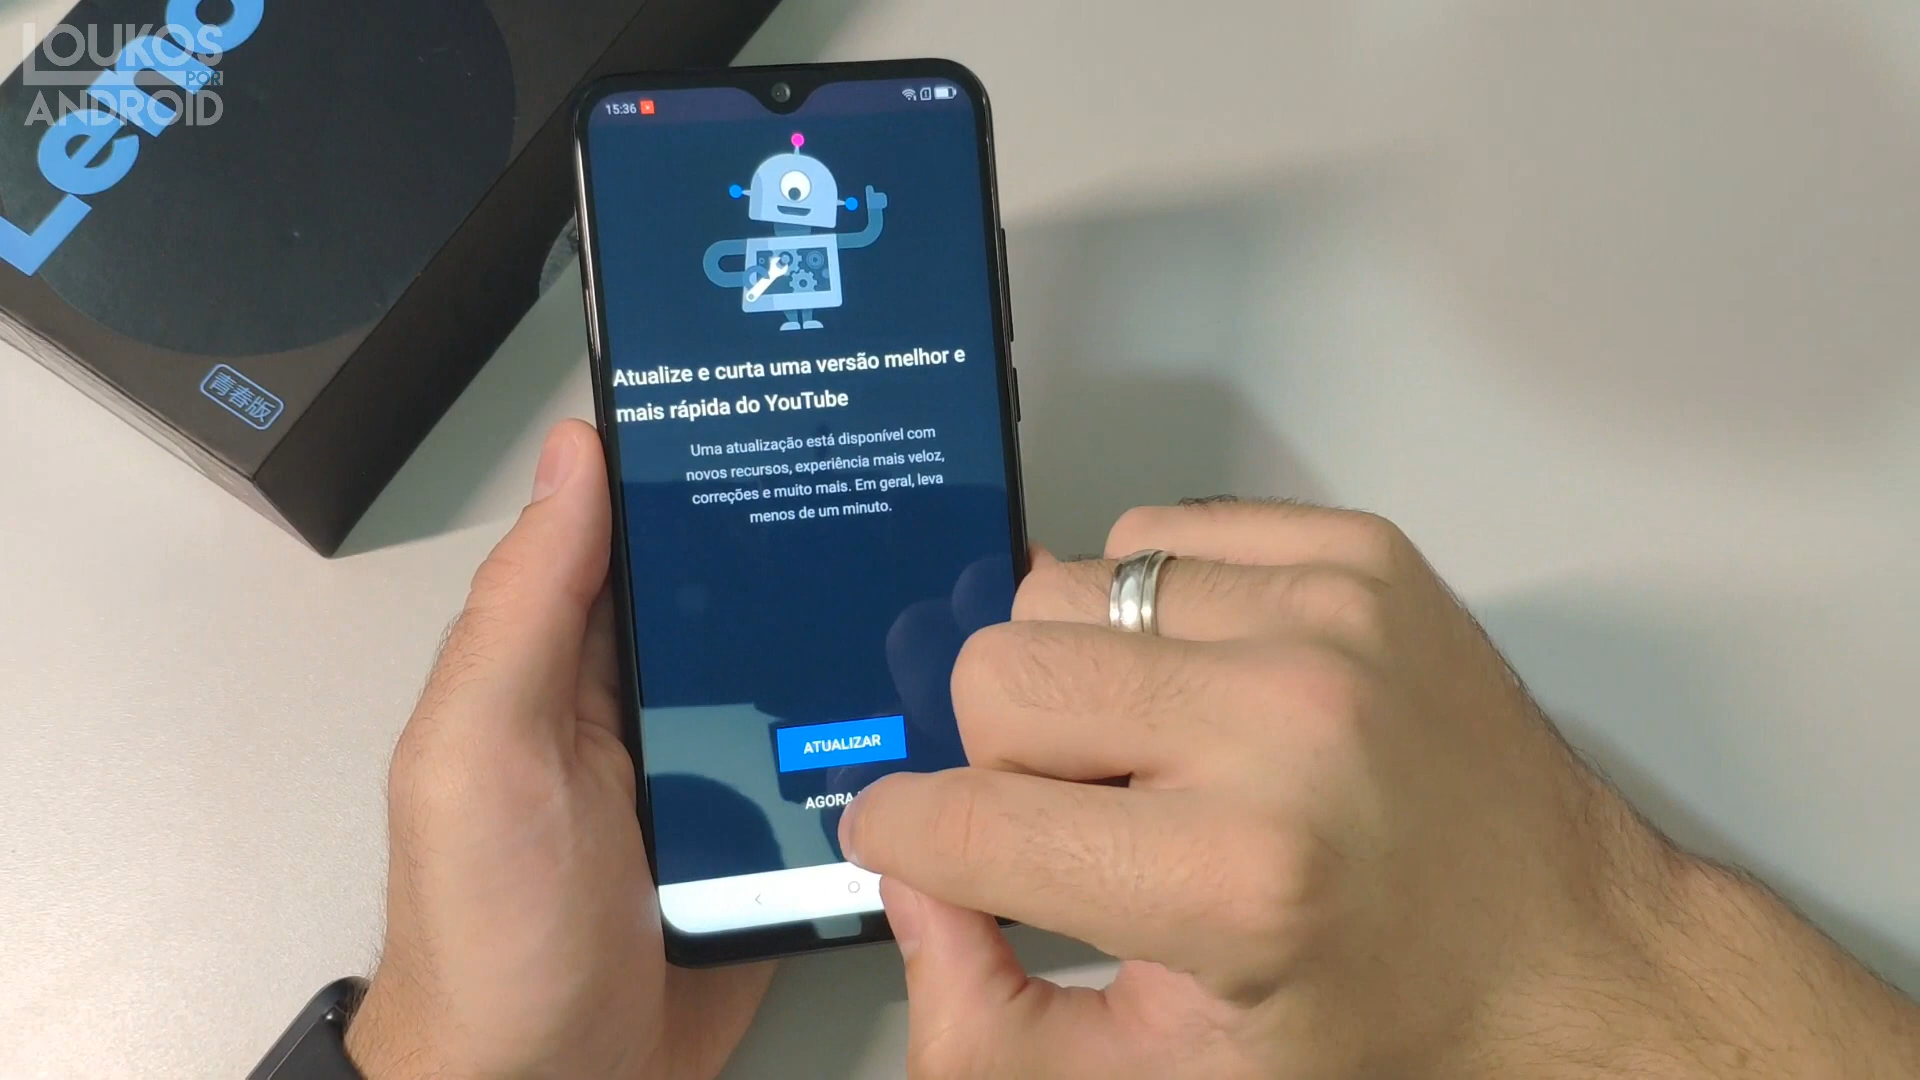 LOUKOS
POR
ANDROID
Leno
青春版
15:36
Atualize e curta uma versão melhor e
mais rápida do YouTube
Uma atualização está disponível com
novos recursos, experiência mais veloz,
correções e muito mais. Em geral, leva
menos de um minuto.
ATUALIZAR
AGORA